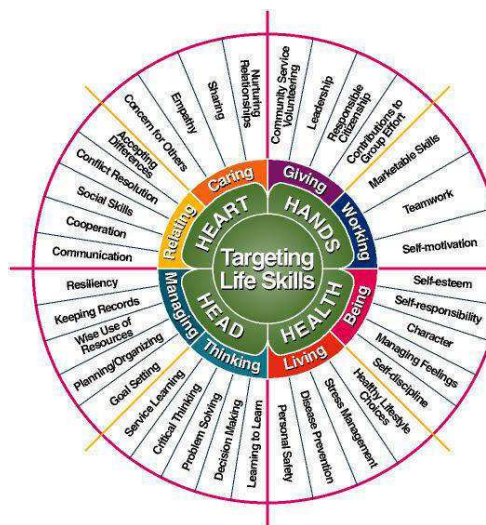 Targeting
Life Skills
HEART
HANDS
HEALTH
HEAD
Caring
Giving
Working
Being
Living
Thinking
Managing
Relating
Nurturing
Relationships
Sharing
Empathy
Concern for Others
Accepting
Differences
Conflict Resolution
Social Skills
Cooperation
Communication
Community Service
Volunteering
Leadership
Responsible
Citizenship
Contributions to
Group Effort
Marketable Skills
Teamwork
Self-motivation
Self-esteem
Self-responsibility
Character
Managing Feelings
Self-discipline
Healthy Lifestyle
Choices
Stress Management
Disease Prevention
Personal Safety
Learning to Learn
Decision Making
Problem Solving
Critical Thinking
Service Learning
Goal Setting
Planning/Organizing
Wise Use of
Resources
Keeping Records
Resiliency